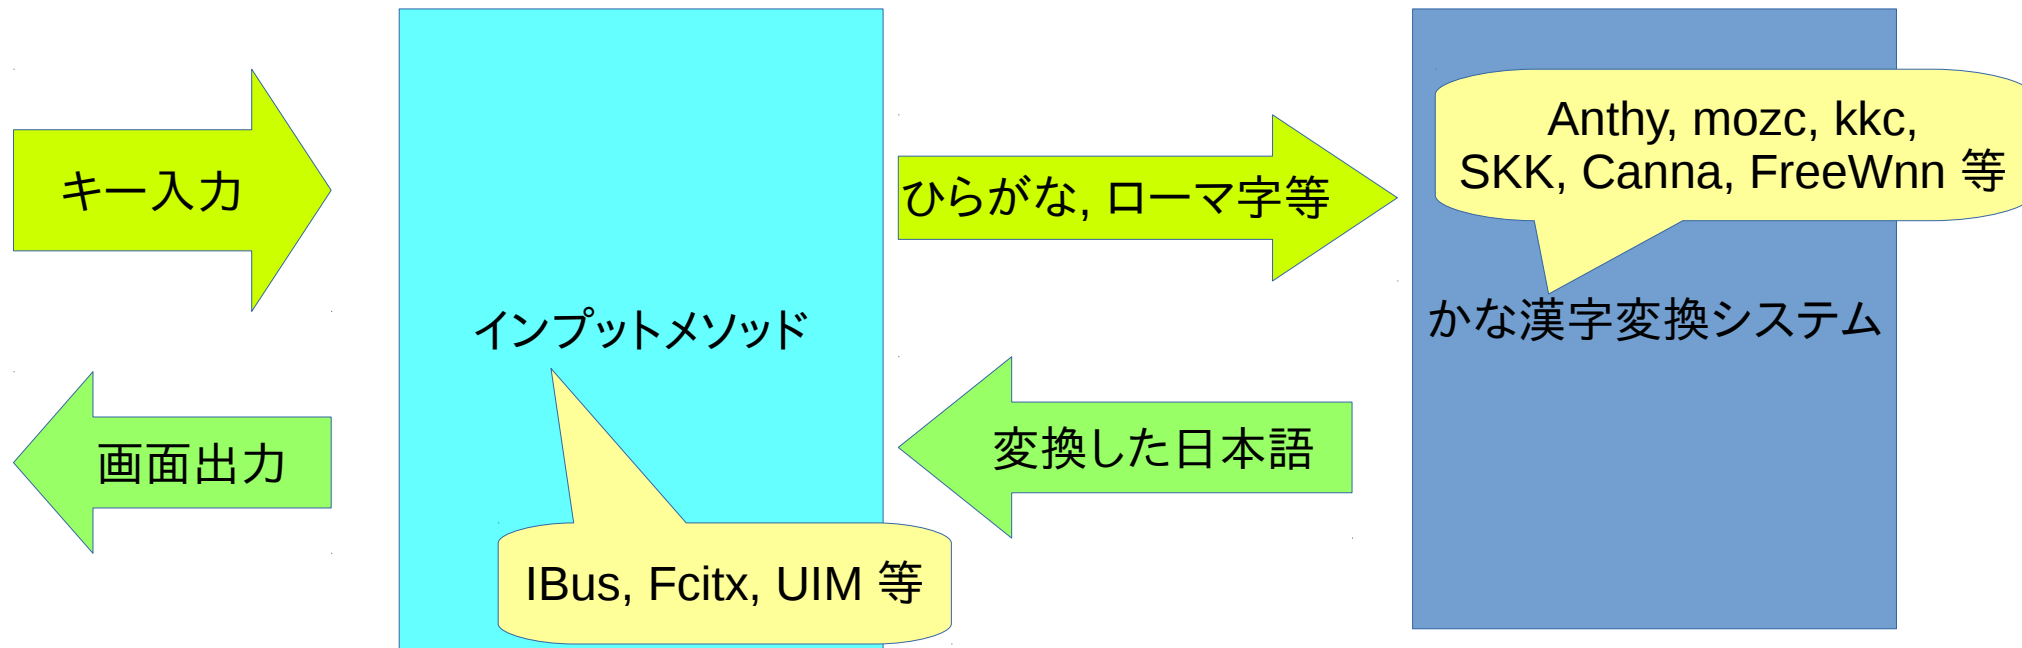 キー入力
画面出力
インプットメソッド
IBus, Fcitx, UIM 等
ひらがな, ローマ字等
変換した日本語
Anthy, mozc, kkc,
SKK, Canna, FreeWnn 等
かな漢字変換システム